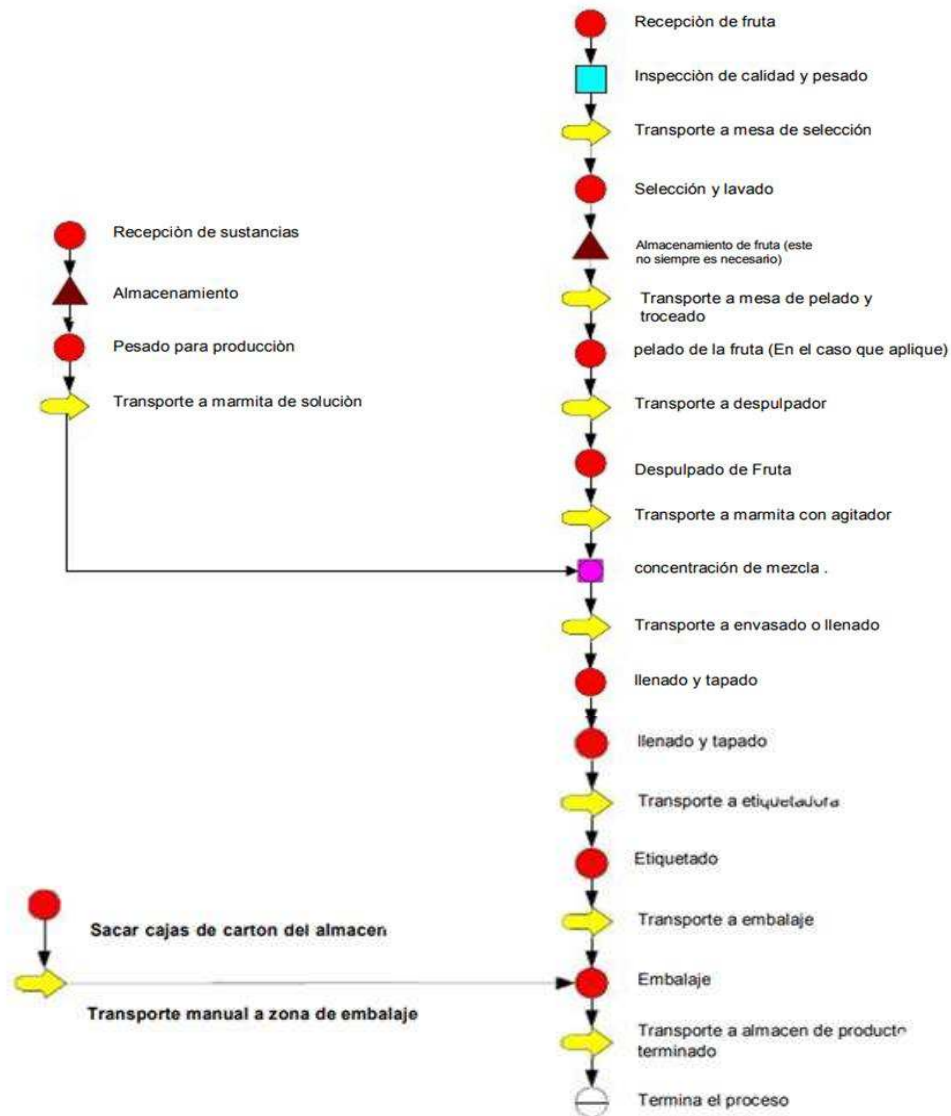 Recepciòn de fruta
Inspecciòn de calidad y pesado
Transporte a mesa de selección
Selección y lavado
Almacenamiento de fruta (este
no siempre es necesario)
Transporte a mesa de pelado y
troceado
pelado de la fruta (En el caso que aplique)
Transporte a despulpador
Despulpado de Fruta
Transporte a marmita con agitador
Recepciòn de sustancias
Almacenamiento
Pesado para producciòn
Transporte a marmita de soluciòn
concentración de mezcla .
Transporte a envasado o llenado
llenado y tapado
llenado y tapado
Transporte a etiquetadora
Etiquetado
Transporte a embalaje
Sacar cajas de carton del almacen
Transporte manual a zona de embalaje
Embalaje
Transporte a almacen de producto
terminado
Termina el proceso